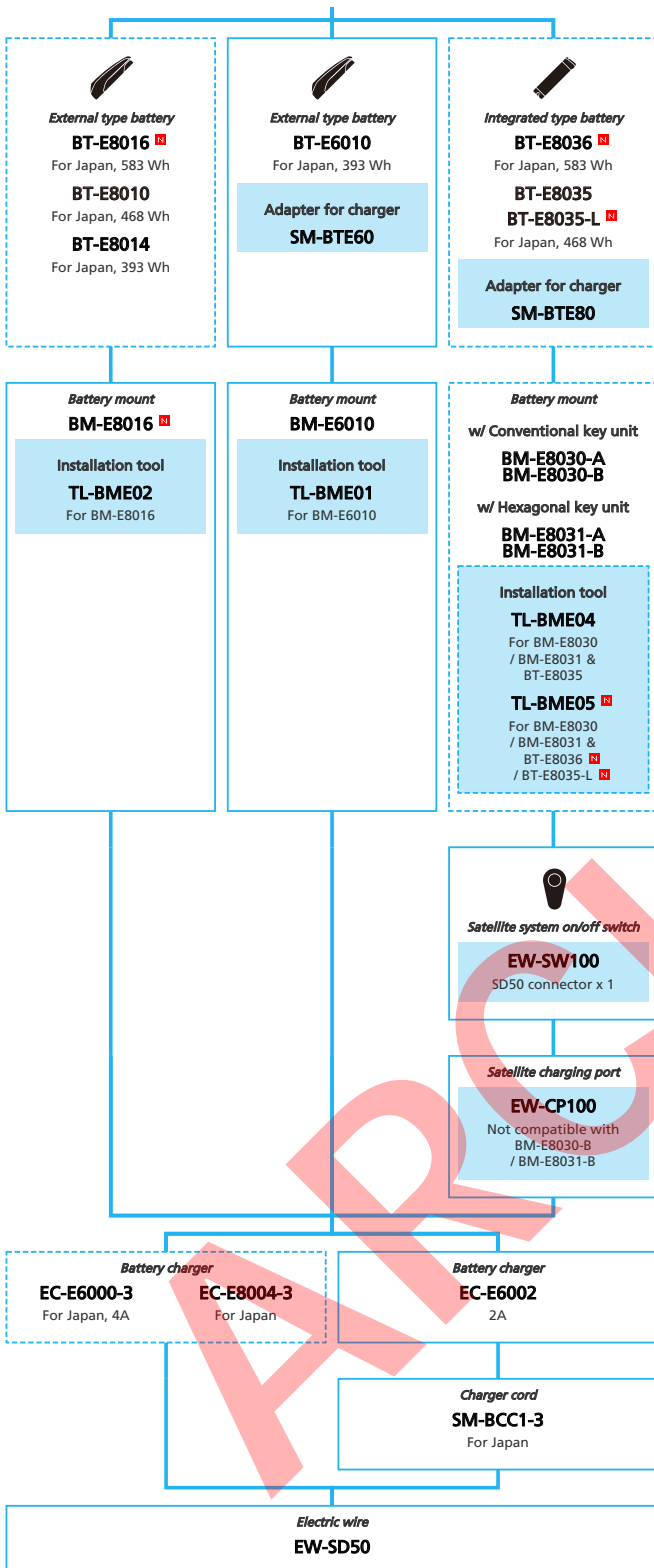 External type battery
BT-E8016 N
For Japan, 583 Wh
BT-E8010
For Japan, 468 Wh
BT-E8014
For Japan, 393 Wh
External type battery
BT-E6010
For Japan, 393 Wh
Adapter for charger
SM-BTE60
Integrated type battery
BT-E8036 N
For Japan, 583 Wh
BT-E8035
BT-E8035-L N
For Japan, 468 Wh
Adapter for charger
SM-BTE80
Battery mount
BM-E8016 N
Installation tool
TL-BME02
For BM-E8016
Battery mount
BM-E6010
Installation tool
TL-BME01
For BM-E6010
Battery mount
w/ Conventional key unit
BM-E8030-A
BM-E8030-B
w/ Hexagonal key unit
BM-E8031-A
BM-E8031-B
Installation tool
TL-BME04
For BM-E8030
/ BM-E8031 &
BT-E8035
TL-BME05 N
For BM-E8030
/ BM-E8031 &
BT-E8036 N
/ BT-E8035-L N
Satellite system on/off switch
EW-SW100
SD50 connector x 1
Satellite charging port
EW-CP100
Not compatible with
BM-E8030-B
/ BM-E8031-B
Battery charger
EC-E6000-3
For Japan, 4A
EC-E8004-3
For Japan
Battery charger
EC-E6002
2A
Charger cord
SM-BCC1-3
For Japan
Electric wire
EW-SD50
ARCI